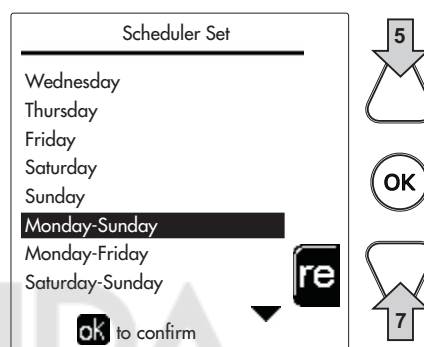 Scheduler Set
Wednesday
Thursday
Friday
Saturday
Sunday
Monday-Sunday
Monday-Friday
Saturday-Sunday
ok to confirm
re
5
OK
7